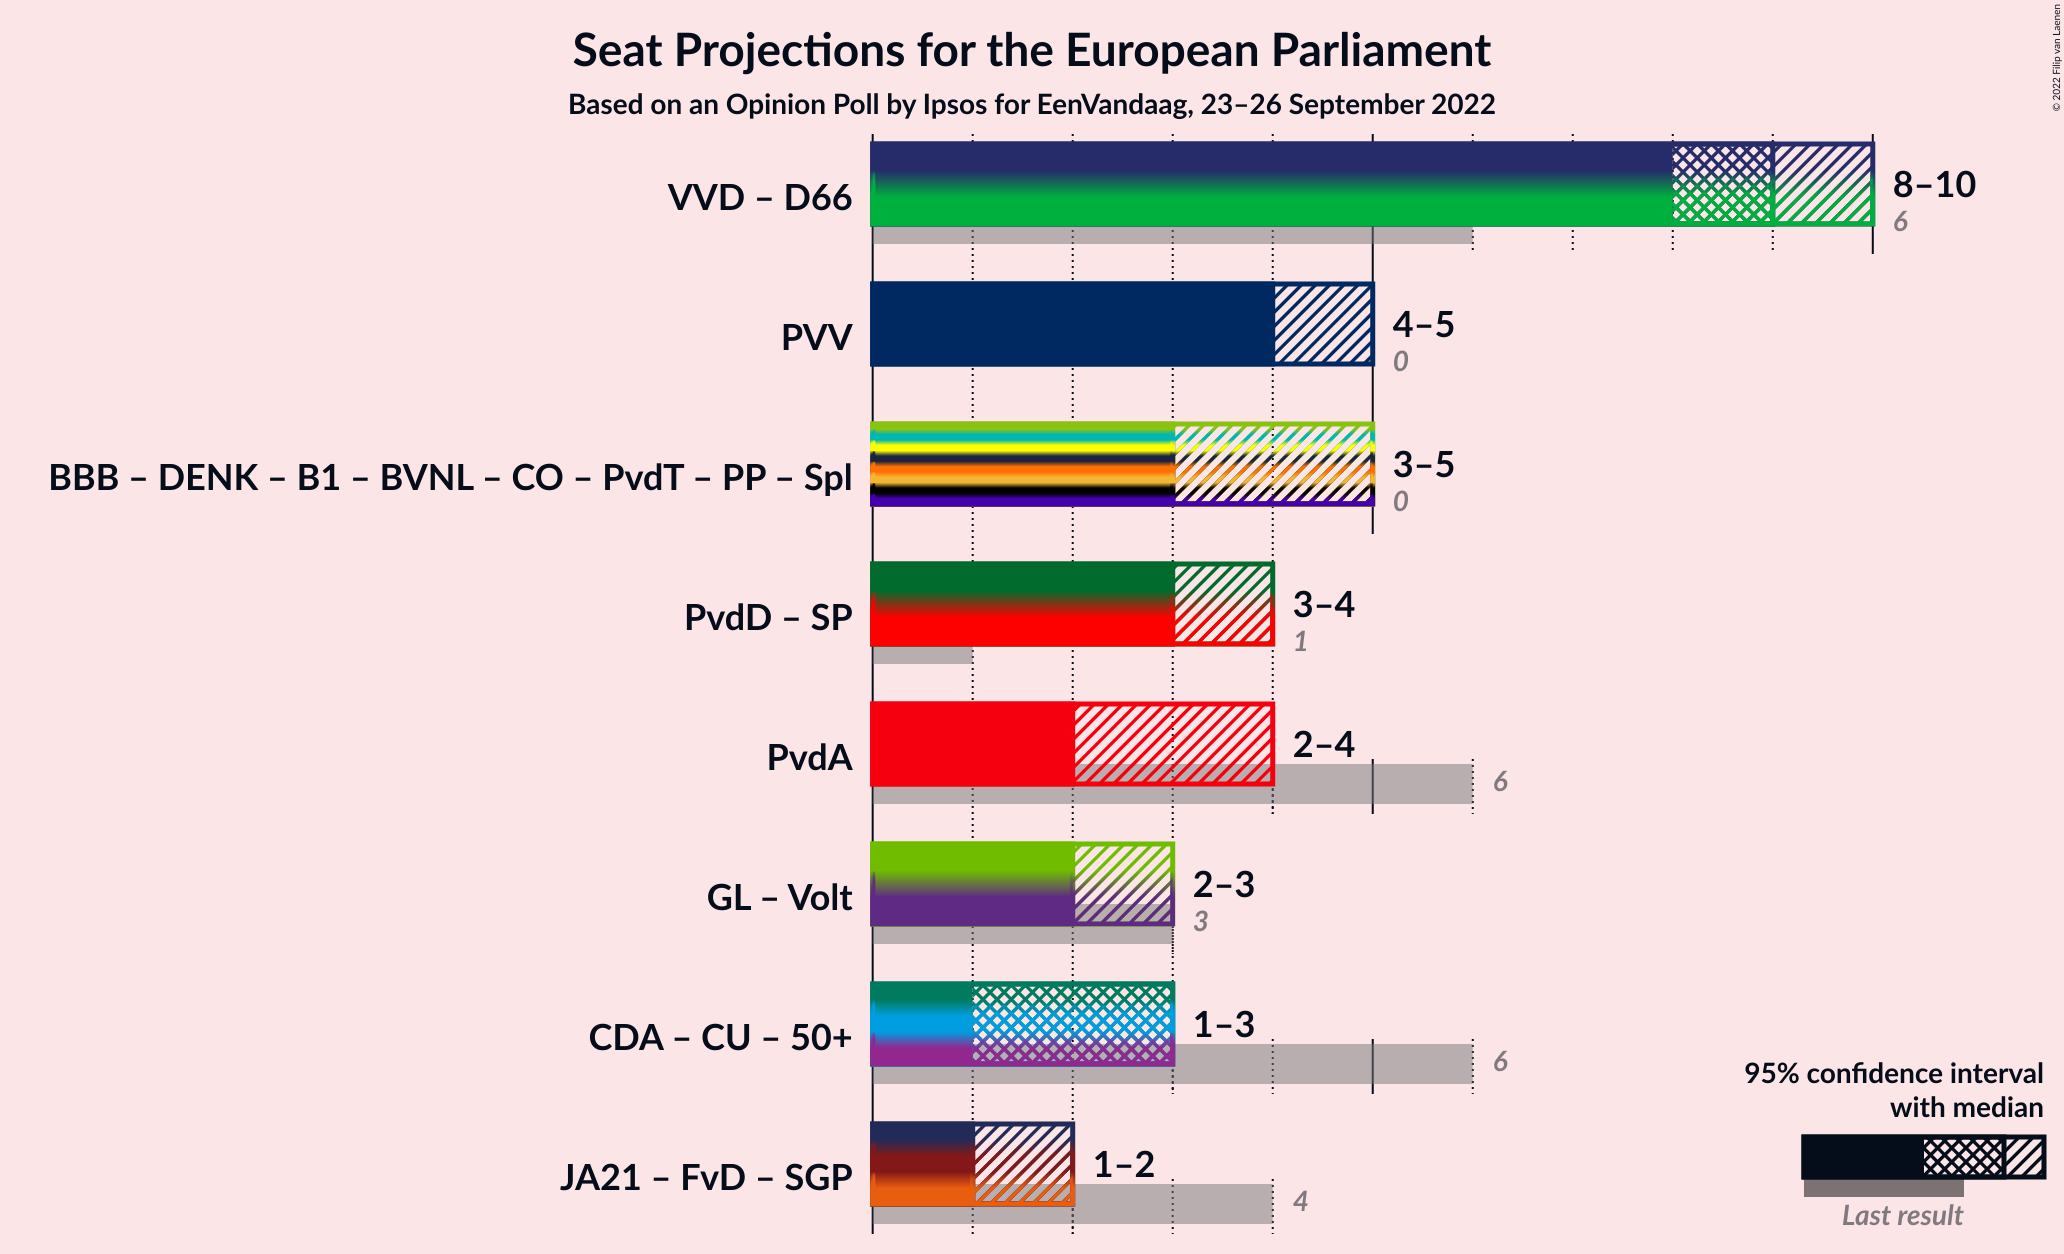 Seat Projections for the European Parliament
Based on an Opinion Poll by Ipsos for EenVandaag, 23–26 September 2022
© 2022 Filip van Laenen
VVD – D66
8–10
6
PVV
4–5
0
BBB – DENK – B1 – BVNL – CO – PvdT – PP – Spl
3–5
0
PvdD – SP
3–4
1
PvdA
2–4
6
GL – Volt
2–3
3
CDA – CU – 50+
1–3
6
JA21 – FvD – SGP
1–2
4
95% confidence interval
with median
Last result